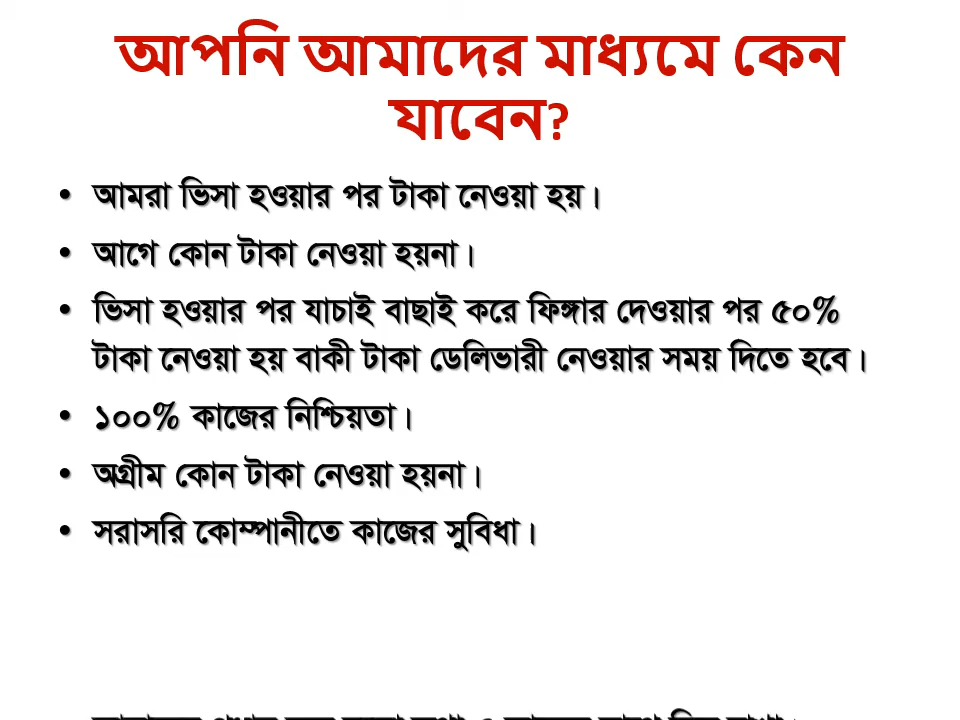 আপনি আমাদের মাধ্যমে কেন
যাবেন?
• আমরা ভিসা হওয়ার পর টাকা নেওয়া হয়।
• আগে কোন টাকা নেওয়া হয়না।
• ভিসা হওয়ার পর যাচাই বাছাই করে ফিঙ্গার দেওয়ার পর ৫০%
টাকা নেওয়া হয় বাকী টাকা ডেলিভারী নেওয়ার সময় দিতে হবে।
• ১০০% কাজের নিশ্চিয়তা।
• অগ্রীম কোন টাকা নেওয়া হয়না।
• সরাসরি কোম্পানীতে কাজের সুবিধা।